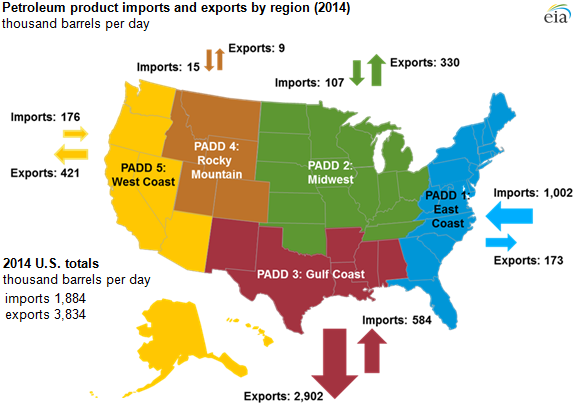 Petroleum product imports and exports by region (2014)
thousand barrels per day
eia
Exports: 9
Imports: 15
Exports: 330
Imports: 107
Imports: 176
Exports: 421
PADD 4:
Rocky
Mountain
PADD 5:
West Coast
PADD 2:
Midwest
PADD 1:
East
Coast
Imports: 1,002
Exports: 173
PADD 3: Gulf Coast
2014 U.S. totals
thousand barrels per day
imports 1,884
exports 3,834
Imports: 584
Exports: 2,902